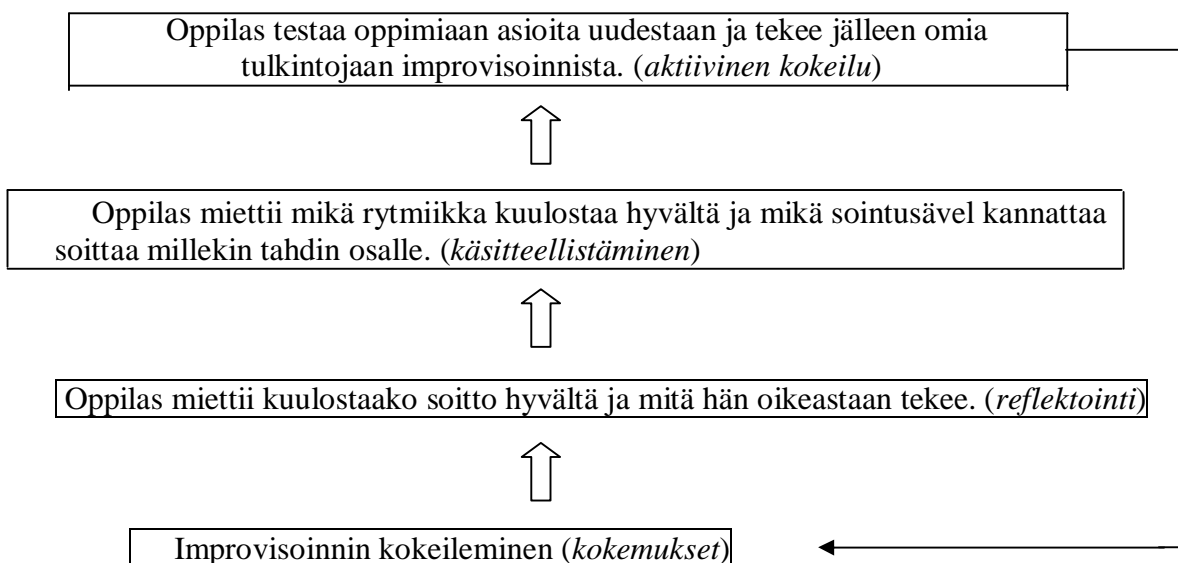 Oppilas testaa oppimiaan asioita uudestaan ja tekee jälleen omia
tulkintojaan improvisoinnista. (aktiivinen kokeilu)
Oppilas miettii mikä rytmiikka kuulostaa hyvältä ja mikä sointusävel kannattaa
soittaa millekin tahdin osalle. (käsitteellistäminen)
Oppilas miettii kuulostaako soitto hyvältä ja mitä hän oikeastaan tekee. (reflektointi)
Improvisoinnin kokeileminen (kokemukset)